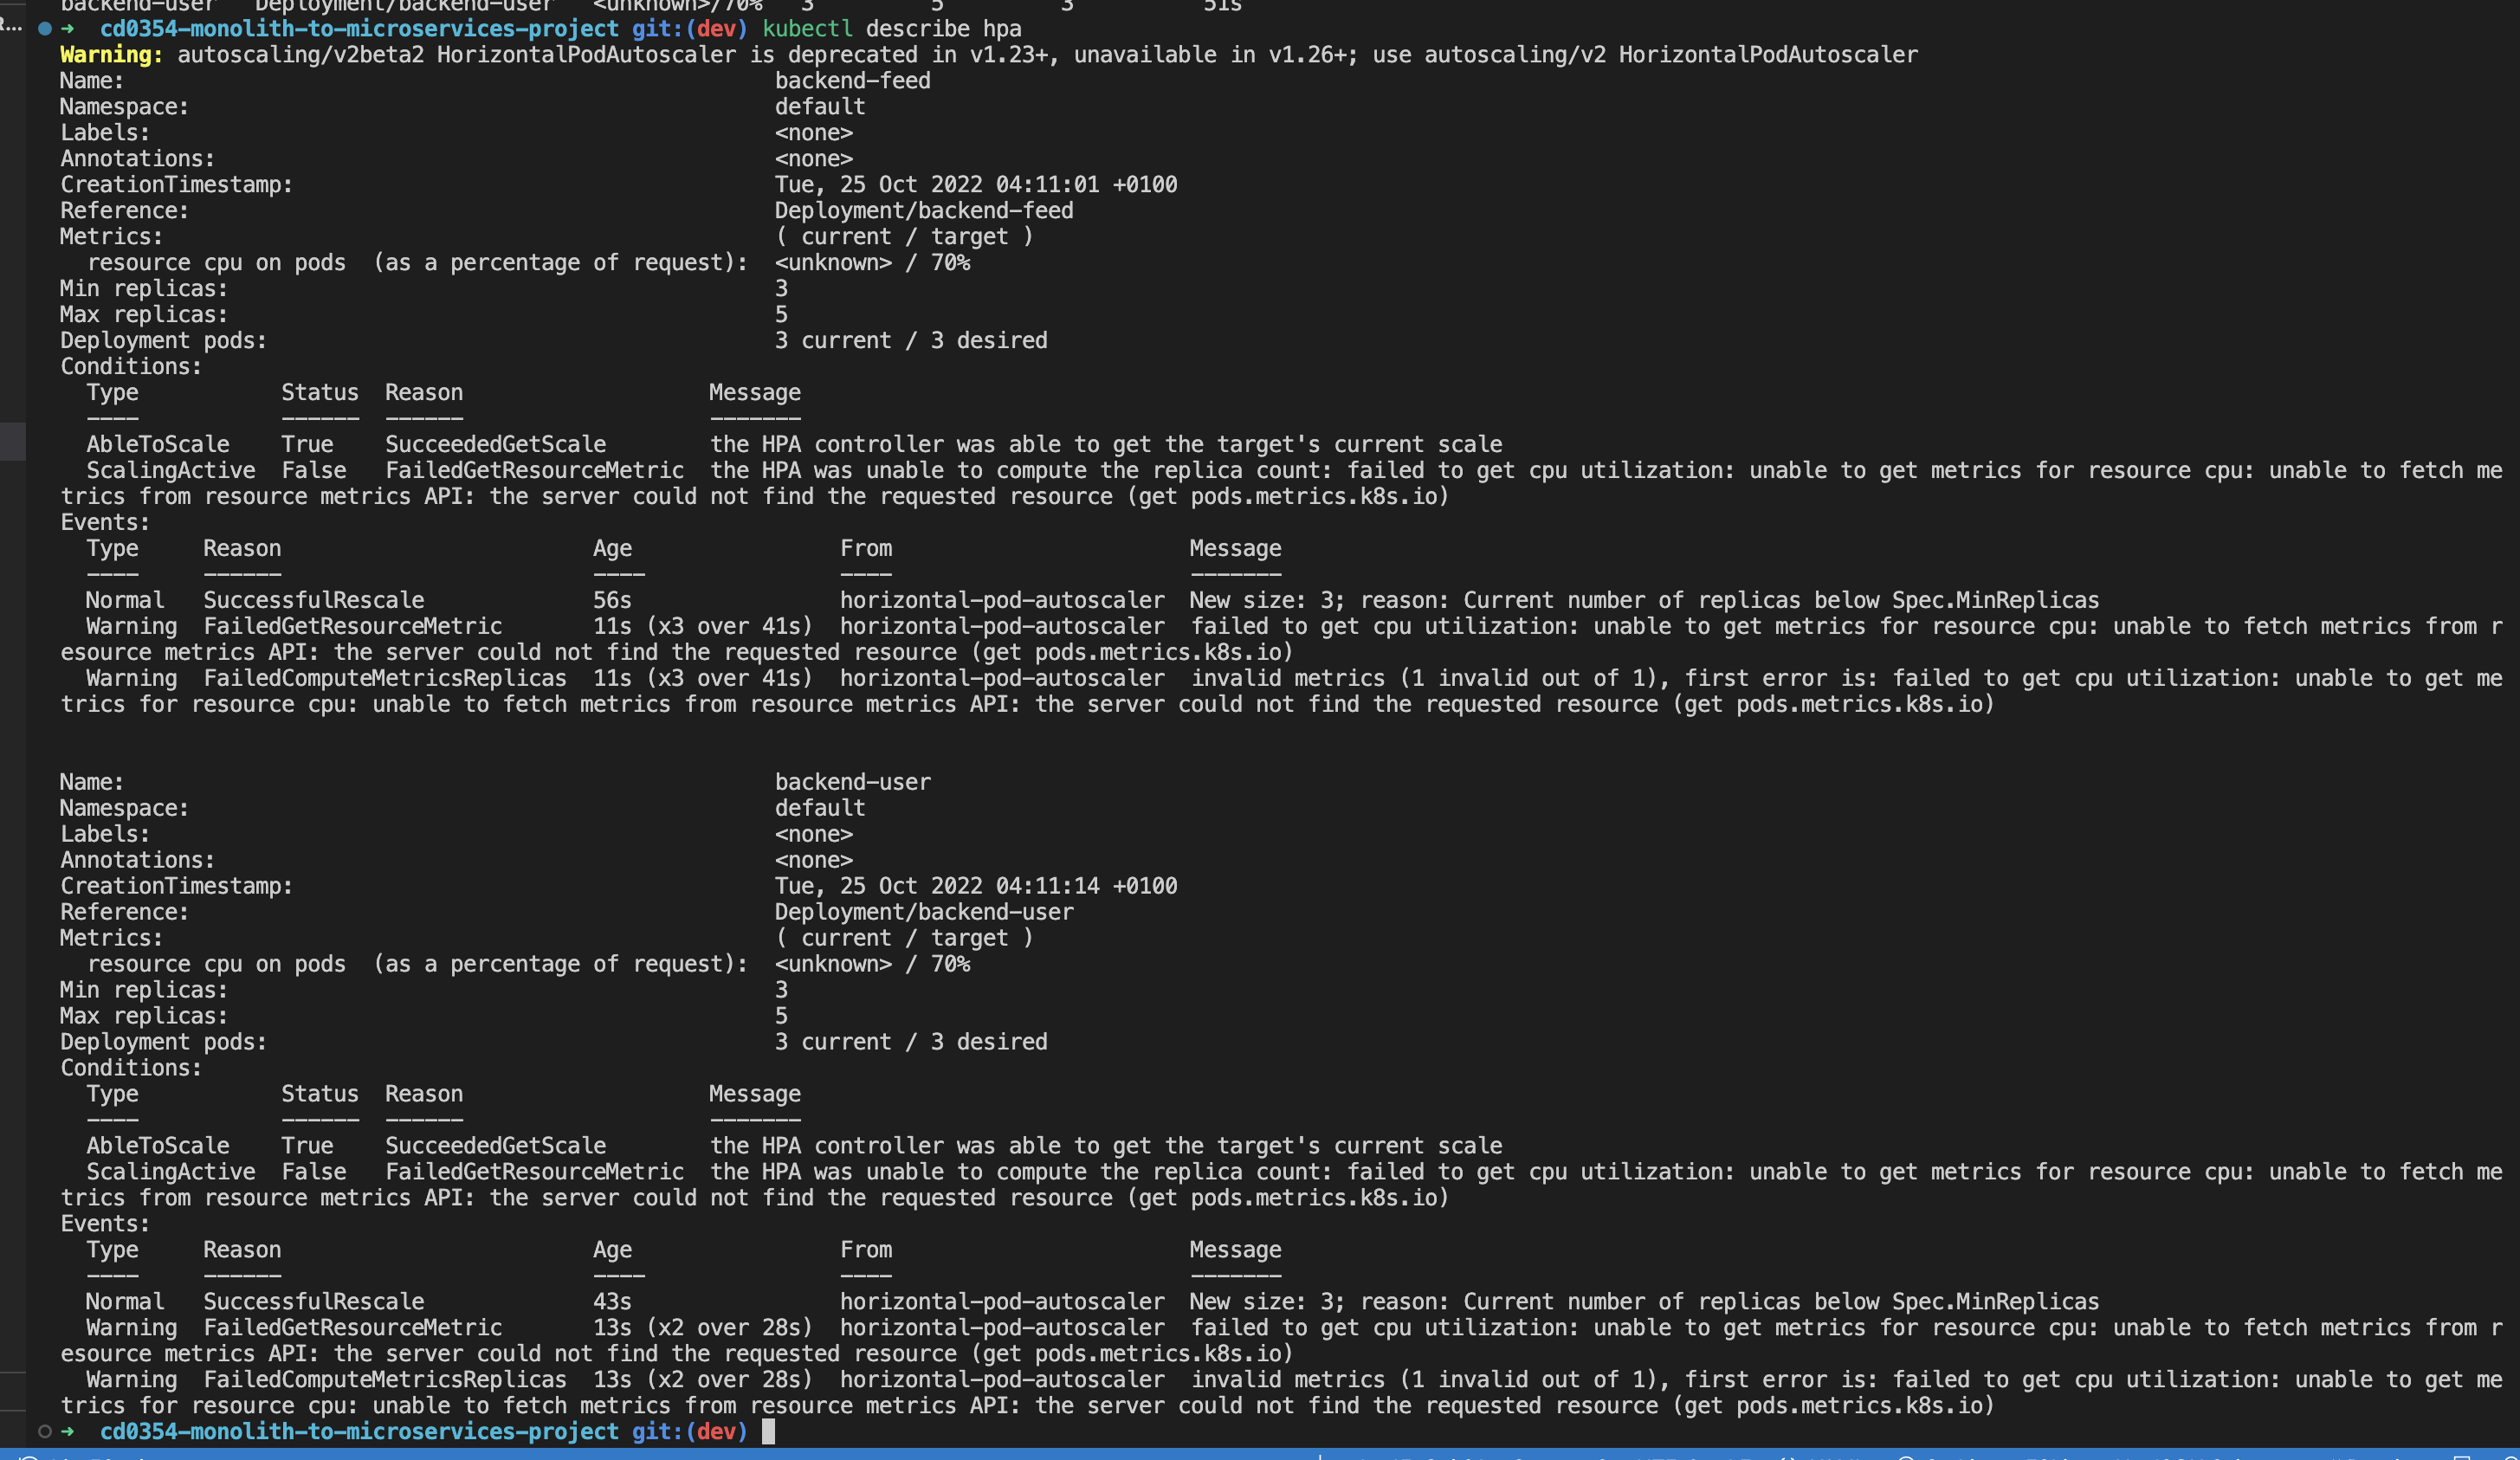 backend-user   Deployment/backend-user   <unknown>/70%   3         5         3          51s
R...
➜  cd0354-monolith-to-microservices-project git:(dev) kubectl describe hpa
Warning: autoscaling/v2beta2 HorizontalPodAutoscaler is deprecated in v1.23+, unavailable in v1.26+; use autoscaling/v2 HorizontalPodAutoscaler
Name:                                                  backend-feed
Namespace:                                             default
Labels:                                                <none>
Annotations:                                           <none>
CreationTimestamp:                                     Tue, 25 Oct 2022 04:11:01 +0100
Reference:                                             Deployment/backend-feed
Metrics:                                               ( current / target )
  resource cpu on pods  (as a percentage of request):  <unknown> / 70%
Min replicas:                                          3
Max replicas:                                          5
Deployment pods:                                       3 current / 3 desired
Conditions:
  Type           Status  Reason                   Message
  ----           ------  ------                   -------
  AbleToScale    True    SucceededGetScale        the HPA controller was able to get the target's current scale
  ScalingActive  False   FailedGetResourceMetric  the HPA was unable to compute the replica count: failed to get cpu utilization: unable to get metrics for resource cpu: unable to fetch me
trics from resource metrics API: the server could not find the requested resource (get pods.metrics.k8s.io)
Events:
  Type     Reason                        Age                From                       Message
  ----     ------                        ----               ----                       -------
  Normal   SuccessfulRescale             56s                horizontal-pod-autoscaler  New size: 3; reason: Current number of replicas below Spec.MinReplicas
  Warning  FailedGetResourceMetric       11s (x3 over 41s)  horizontal-pod-autoscaler  failed to get cpu utilization: unable to get metrics for resource cpu: unable to fetch metrics from r
esource metrics API: the server could not find the requested resource (get pods.metrics.k8s.io)
  Warning  FailedComputeMetricsReplicas  11s (x3 over 41s)  horizontal-pod-autoscaler  invalid metrics (1 invalid out of 1), first error is: failed to get cpu utilization: unable to get me
trics for resource cpu: unable to fetch metrics from resource metrics API: the server could not find the requested resource (get pods.metrics.k8s.io)
Name:                                                  backend-user
Namespace:                                             default
Labels:                                                <none>
Annotations:                                           <none>
CreationTimestamp:                                     Tue, 25 Oct 2022 04:11:14 +0100
Reference:                                             Deployment/backend-user
Metrics:                                               ( current / target )
  resource cpu on pods  (as a percentage of request):  <unknown> / 70%
Min replicas:                                          3
Max replicas:                                          5
Deployment pods:                                       3 current / 3 desired
Conditions:
  Type           Status  Reason                   Message
  ----           ------  ------                   -------
  AbleToScale    True    SucceededGetScale        the HPA controller was able to get the target's current scale
  ScalingActive  False   FailedGetResourceMetric  the HPA was unable to compute the replica count: failed to get cpu utilization: unable to get metrics for resource cpu: unable to fetch me
trics from resource metrics API: the server could not find the requested resource (get pods.metrics.k8s.io)
Events:
  Type     Reason                        Age                From                       Message
  ----     ------                        ----               ----                       -------
  Normal   SuccessfulRescale             43s                horizontal-pod-autoscaler  New size: 3; reason: Current number of replicas below Spec.MinReplicas
  Warning  FailedGetResourceMetric       13s (x2 over 28s)  horizontal-pod-autoscaler  failed to get cpu utilization: unable to get metrics for resource cpu: unable to fetch metrics from r
esource metrics API: the server could not find the requested resource (get pods.metrics.k8s.io)
  Warning  FailedComputeMetricsReplicas  13s (x2 over 28s)  horizontal-pod-autoscaler  invalid metrics (1 invalid out of 1), first error is: failed to get cpu utilization: unable to get me
trics for resource cpu: unable to fetch metrics from resource metrics API: the server could not find the requested resource (get pods.metrics.k8s.io)
➜  cd0354-monolith-to-microservices-project git:(dev)